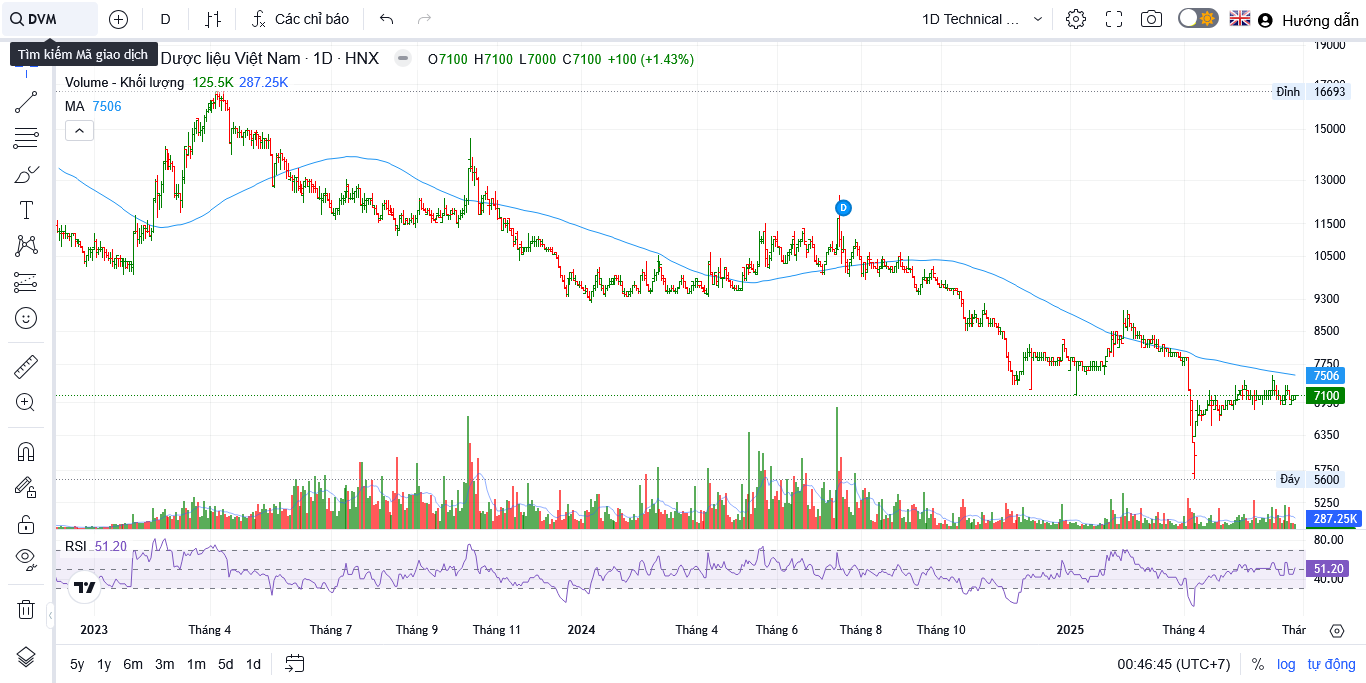 DVM
D
Các chỉ báo
1D Technical ...
Hướng dẫn
Tìm kiếm Mã giao dịch
Dược liệu Việt Nam · 1D · HNX
O7100 H7100 L7000 C7100 +100 (+1.43%)
Volume - Khối lượng 125.5K 287.25K
MA 7506
D
19000
17000
Đỉnh 16693
15000
13000
11500
10500
9300
8500
7750
7506
7100
6950
6350
5750
Đáy 5600
5250
287.25K
RSI 51.20
80.00
51.20
40.00
2023 Tháng 4 Tháng 7 Tháng 9 Tháng 11 2024 Tháng 4 Tháng 6 Tháng 8 Tháng 10 2025 Tháng 4 Thár
5y 1y 6m 3m 1m 5d 1d
00:46:45 (UTC+7) % log tự động